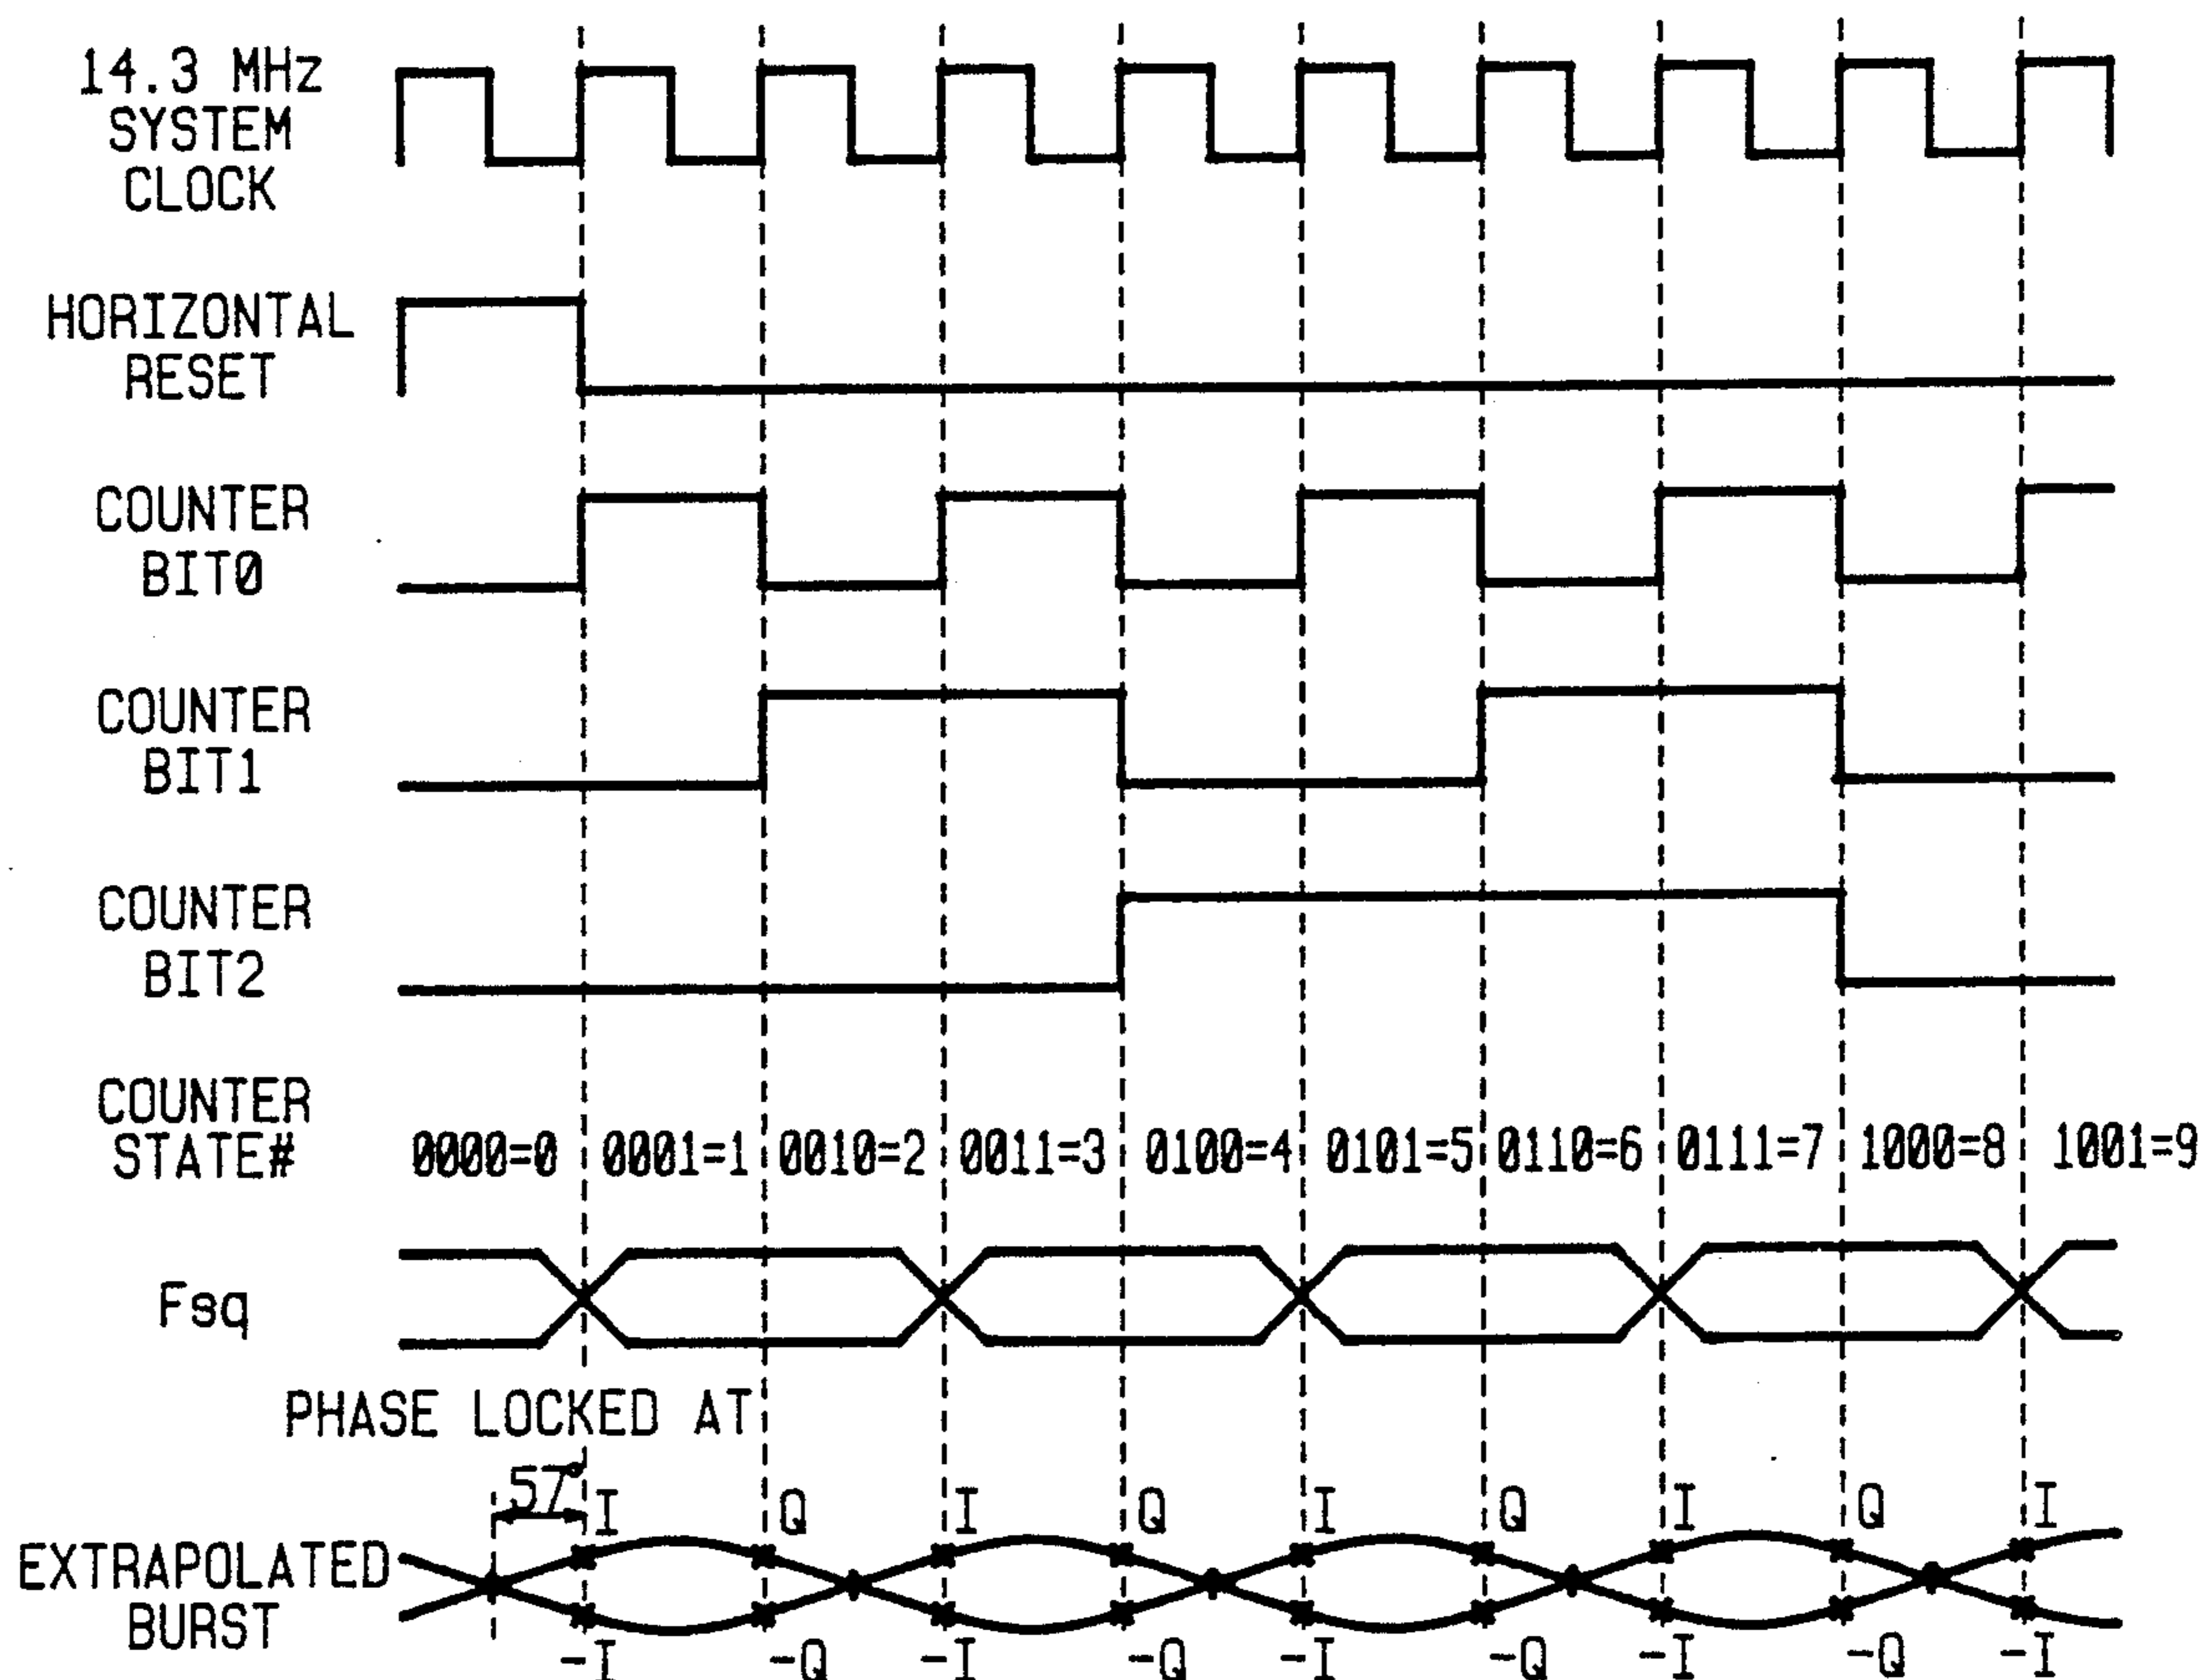 14.3 MHz
SYSTEM
CLOCK
HORIZONTAL
RESET
COUNTER
BIT0
COUNTER
BIT1
COUNTER
BIT2
COUNTER
STATE#
0000=0 0001=1 0010=2 0011=3 0100=4 0101=5 0110=6 0111=7 1000=8 1001=9
Fsq
PHASE LOCKED AT
57°
I Q I Q I Q I Q I
EXTRAPOLATED
BURST
-I -Q -I -Q -I -Q -I -Q -I